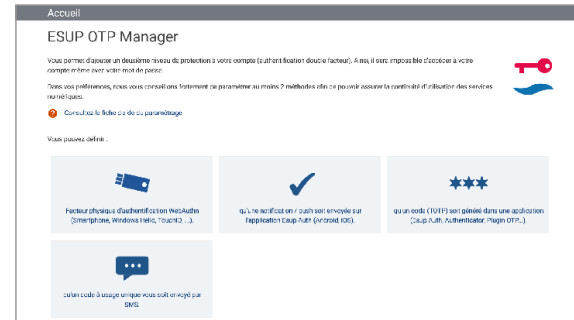 Accueil
ESUP OTP Manager
Vous permet d'ajouter un deuxième niveau de protection à votre compte (authentification double facteur). Ainsi, il sera impossible d'accéder à votre
compte même avec votre mot de passe.
Dans vos préférences, nous vous conseillons fortement de paramétrer au moins 2 méthodes afin de pouvoir assurer la continuité d'utilisation des services
numériques.
Consultez la fiche d'aide du paramétrage
Vous pouvez définir :
Facteur physique d'authentification WebAuthn
(Smartphone, Windows Hello, TouchID, ...).
qu'une notification / push soit envoyée sur
l'application Esup Auth (Android, iOS).
qu'un code (TOTP) soit généré dans une application
(Esup Auth, Authenticator, Plugin OTP...).
qu'un code à usage unique vous soit envoyé par
SMS.